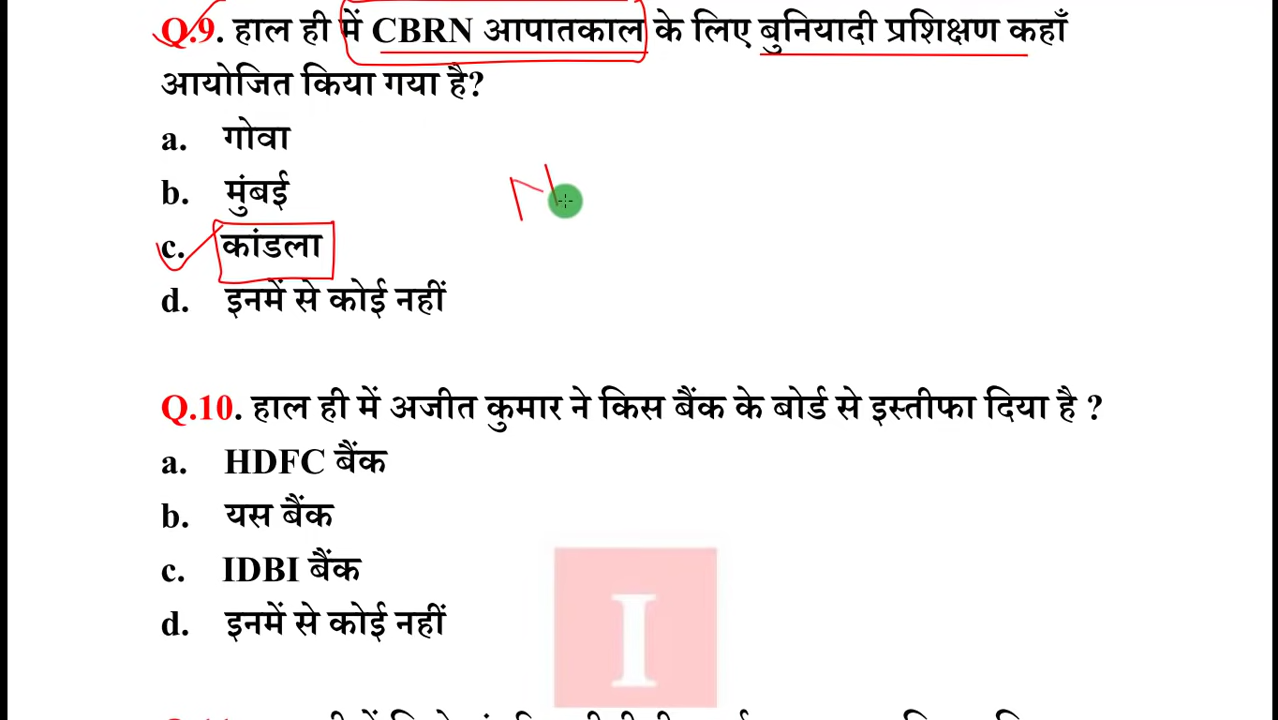 Q.9. हाल ही में CBRN आपातकाल के लिए बुनियादी प्रशिक्षण कहाँ
आयोजित किया गया है?
a. गोवा
b. मुंबई
N
c. कांडला
d. इनमें से कोई नहीं
Q.10. हाल ही में अजीत कुमार ने किस बैंक के बोर्ड से इस्तीफा दिया है ?
a. HDFC बैंक
b. यस बैंक
c. IDBI बैंक
d. इनमें से कोई नहीं
I